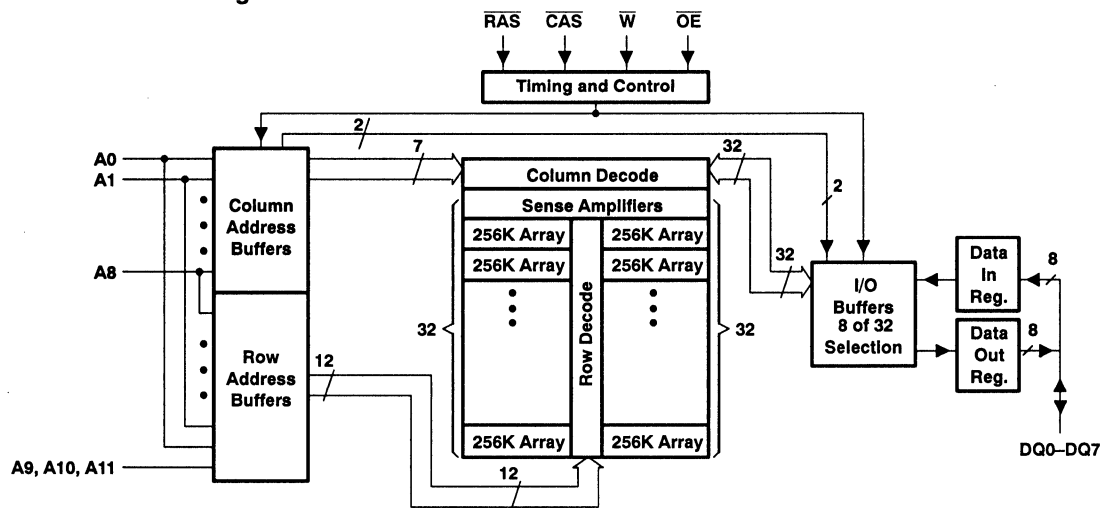 RAS CAS W OE
Timing and Control
2
A0
7
32
A1
Column Decode
2
Column
Address
Buffers
Sense Amplifiers
256K Array 256K Array
A8
256K Array 256K Array
32
I/O
Buffers
8 of 32
Selection
Data
In
Reg.
8
32
Row Decode
32
Data
Out
Reg.
8
Row
Address
Buffers
12
256K Array 256K Array
DQ0–DQ7
A9, A10, A11
12